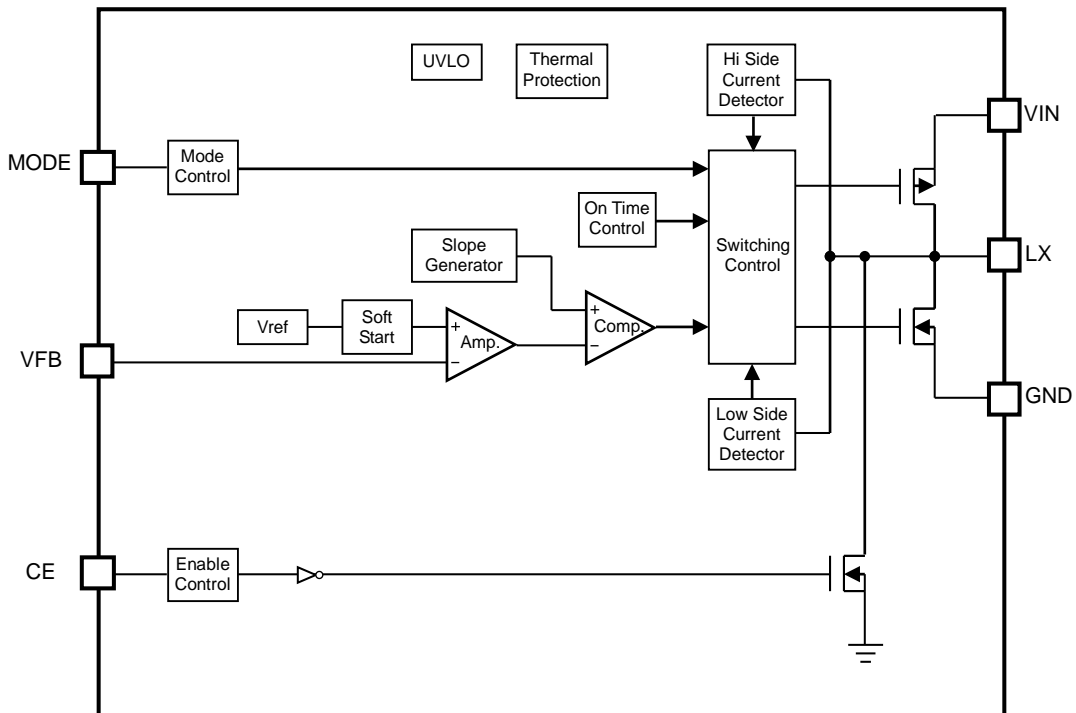 UVLO
Thermal
Protection
Hi Side
Current
Detector
VIN
MODE
Mode
Control
On Time
Control
Switching
Control
LX
Slope
Generator
Vref
Soft
Start
+
−
Amp.
+
−
Comp.
VFB
GND
Low Side
Current
Detector
CE
Enable
Control